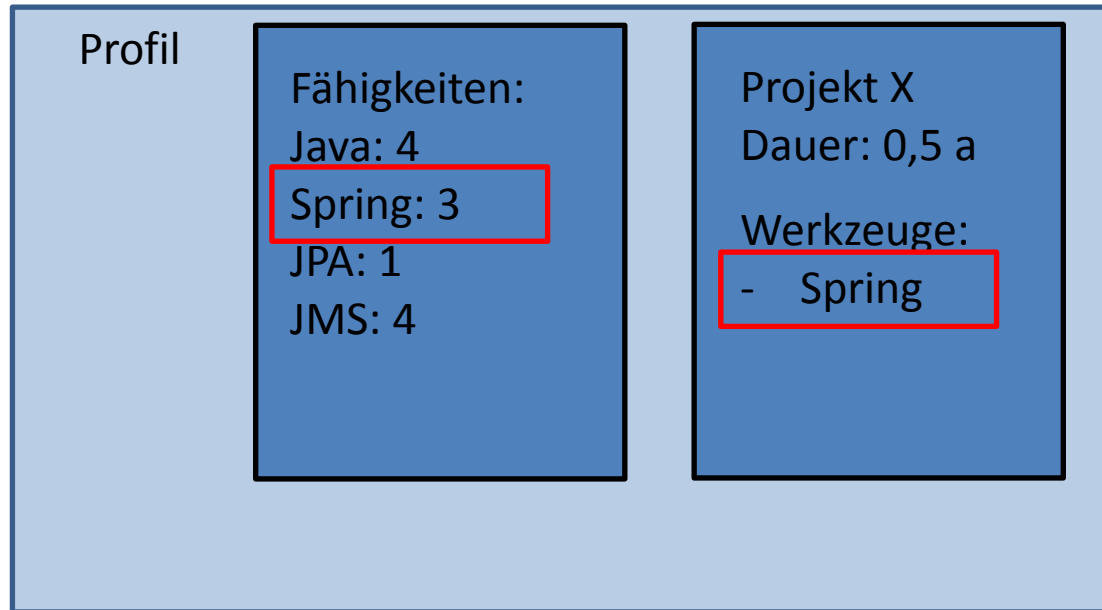 Profil
Fähigkeiten:
Java: 4
Spring: 3
JPA: 1
JMS: 4
Projekt X
Dauer: 0,5 a
Werkzeuge:
- Spring